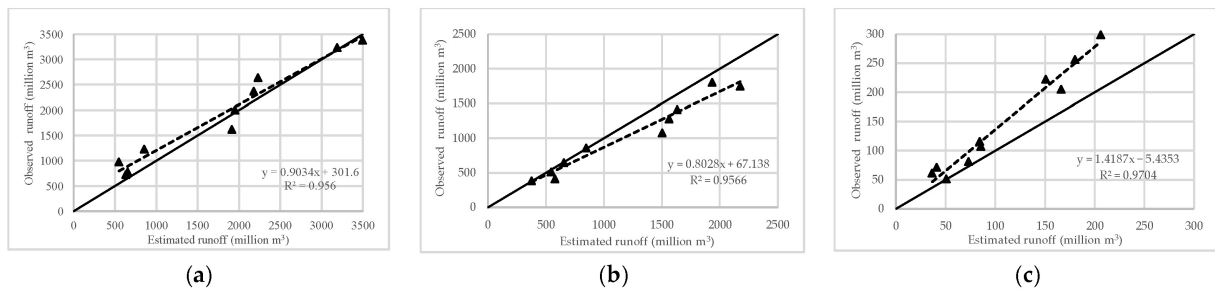 3500
3000
2500
2000
1500
1000
500
0
Observed runoff (million m³)
y = 0.9034x + 301.6
R² = 0.956
0 500 1000 1500 2000 2500 3000 3500
Estimated runoff (million m³)
(a)
2500
2000
1500
1000
500
0
Observed runoff (million m³)
y = 0.8028x + 67.138
R² = 0.9566
0 500 1000 1500 2000 2500
Estimated runoff (million m³)
(b)
300
250
200
150
100
50
0
Observed runoff (million m³)
y = 1.4187x − 5.4353
R² = 0.9704
0 50 100 150 200 250 300
Estimated runoff (million m³)
(c)